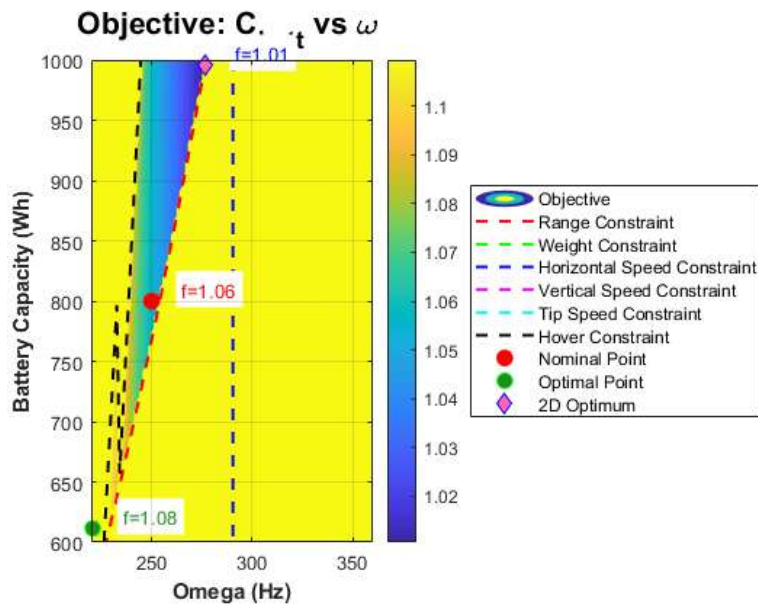 Objective: C t vs ω
f=1.01
1000
950
900
850
800
750
700
650
600
Battery Capacity (Wh)
f=1.06
f=1.08
250
300
350
Omega (Hz)
1.1
1.09
1.08
1.07
1.06
1.05
1.04
1.03
1.02
Objective
Range Constraint
Weight Constraint
Horizontal Speed Constraint
Vertical Speed Constraint
Tip Speed Constraint
Hover Constraint
Nominal Point
Optimal Point
2D Optimum